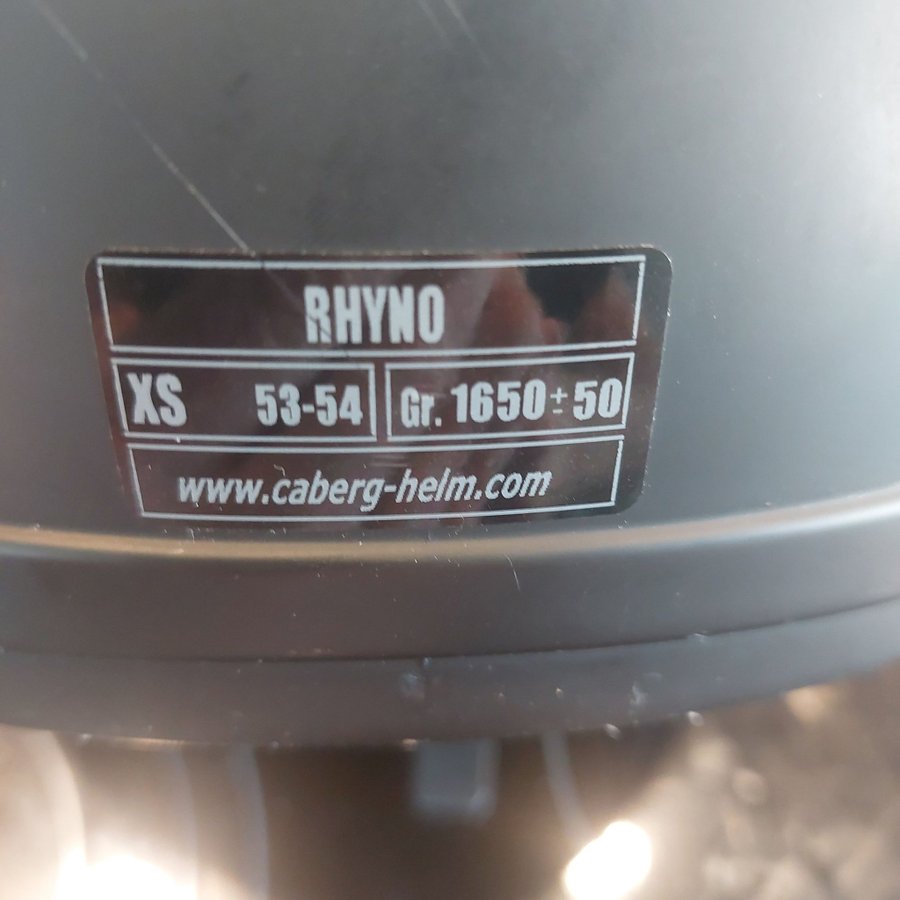 RHYNO
XS 53-54 Gr. 1650 ± 50
www.caberg-helm.com